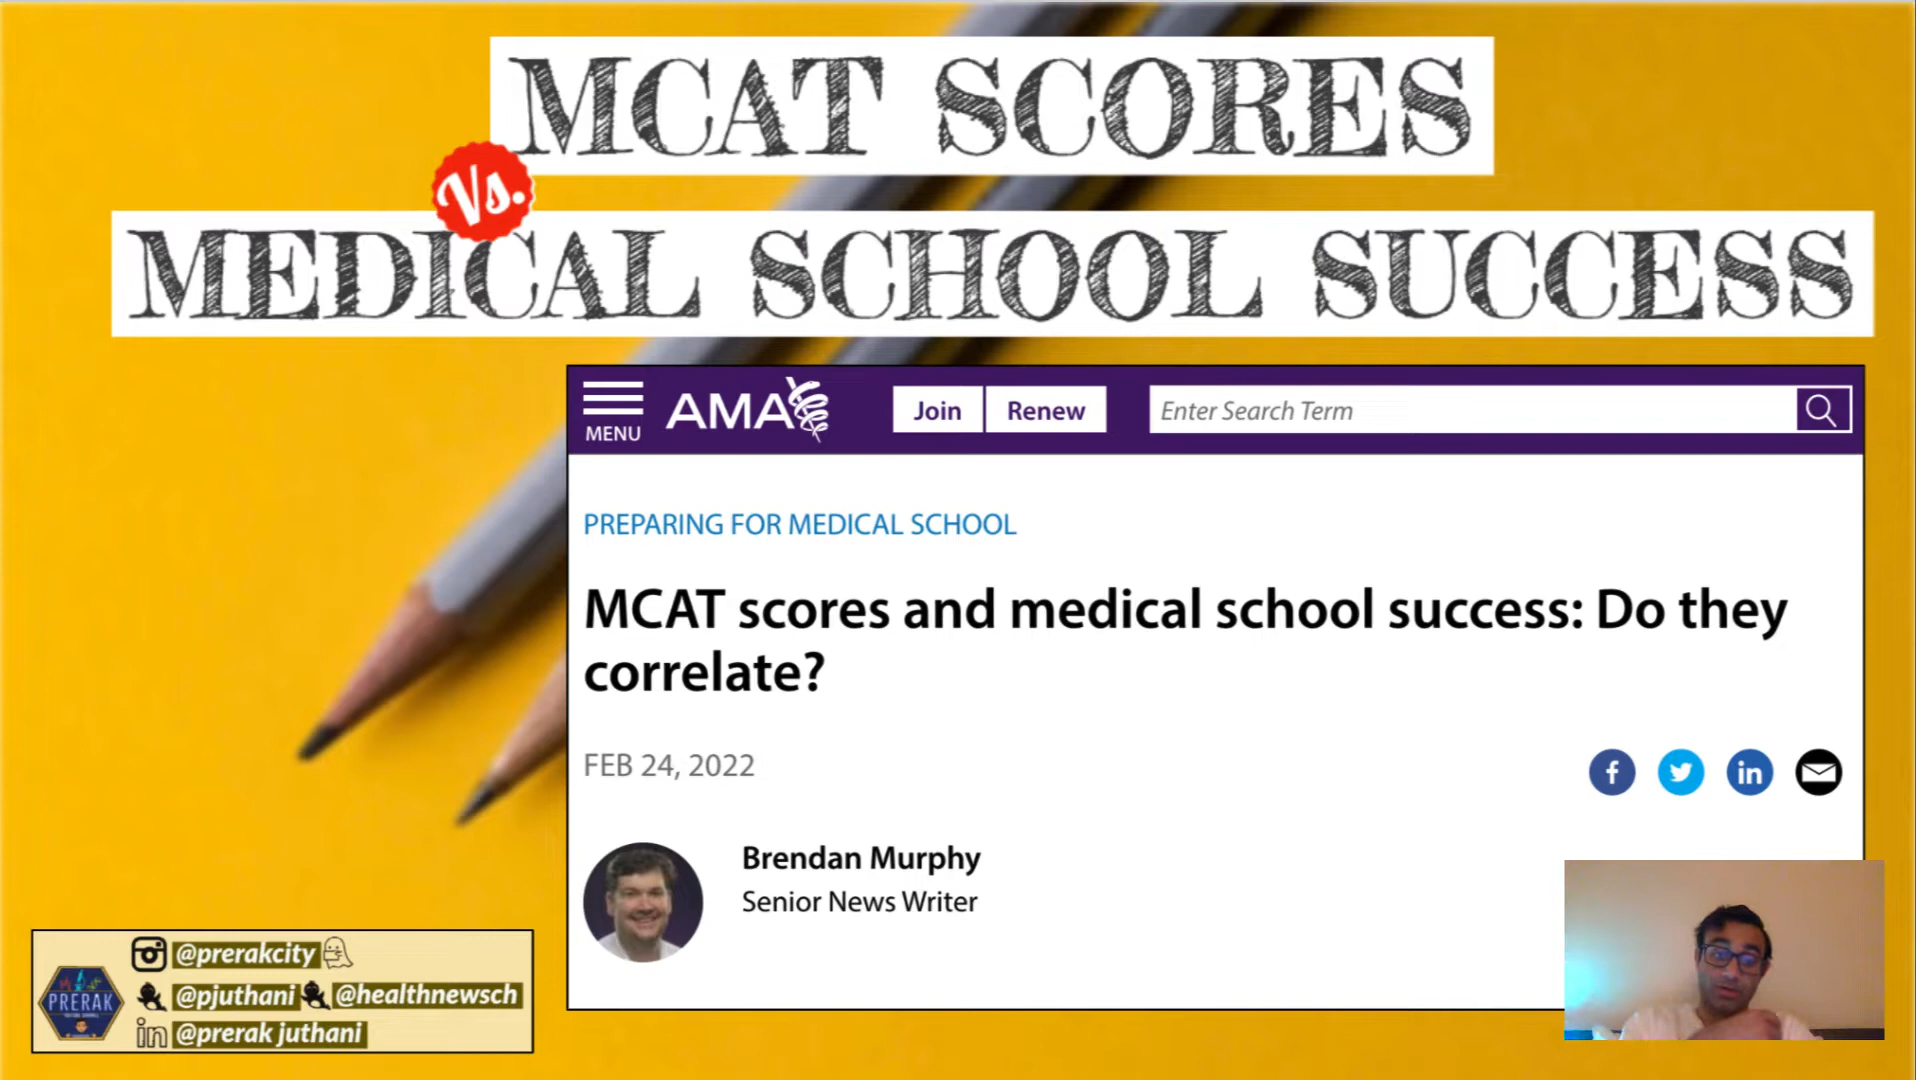 MCAT SCORES
Vs.
MEDICAL SCHOOL SUCCESS
MENU
AMA
Join
Renew
Enter Search Term
PREPARING FOR MEDICAL SCHOOL
MCAT scores and medical school success: Do they
correlate?
FEB 24, 2022
Brendan Murphy
Senior News Writer
@prerakcity
@pjuthani @healthnewsch
@prerak juthani
PRERAK